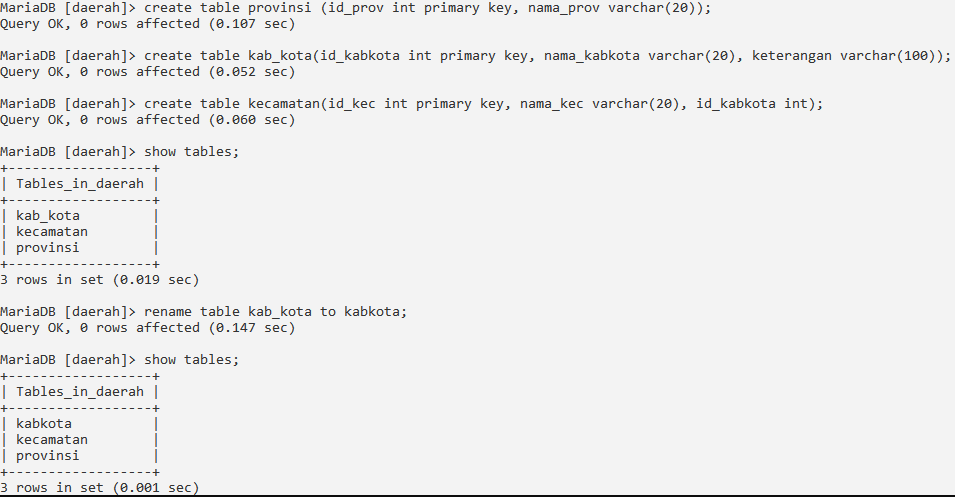 MariaDB [daerah]> create table provinsi (id_prov int primary key, nama_prov varchar(20));
Query OK, 0 rows affected (0.107 sec)
MariaDB [daerah]> create table kab_kota(id_kabkota int primary key, nama_kabkota varchar(20), keterangan varchar(100));
Query OK, 0 rows affected (0.052 sec)
MariaDB [daerah]> create table kecamatan(id_kec int primary key, nama_kec varchar(20), id_kabkota int);
Query OK, 0 rows affected (0.060 sec)
MariaDB [daerah]> show tables;
+------------------+
| Tables_in_daerah |
+------------------+
| kab_kota         |
| kecamatan        |
| provinsi         |
+------------------+
3 rows in set (0.019 sec)
MariaDB [daerah]> rename table kab_kota to kabkota;
Query OK, 0 rows affected (0.147 sec)
MariaDB [daerah]> show tables;
+------------------+
| Tables_in_daerah |
+------------------+
| kabkota          |
| kecamatan        |
| provinsi         |
+------------------+
3 rows in set (0.001 sec)